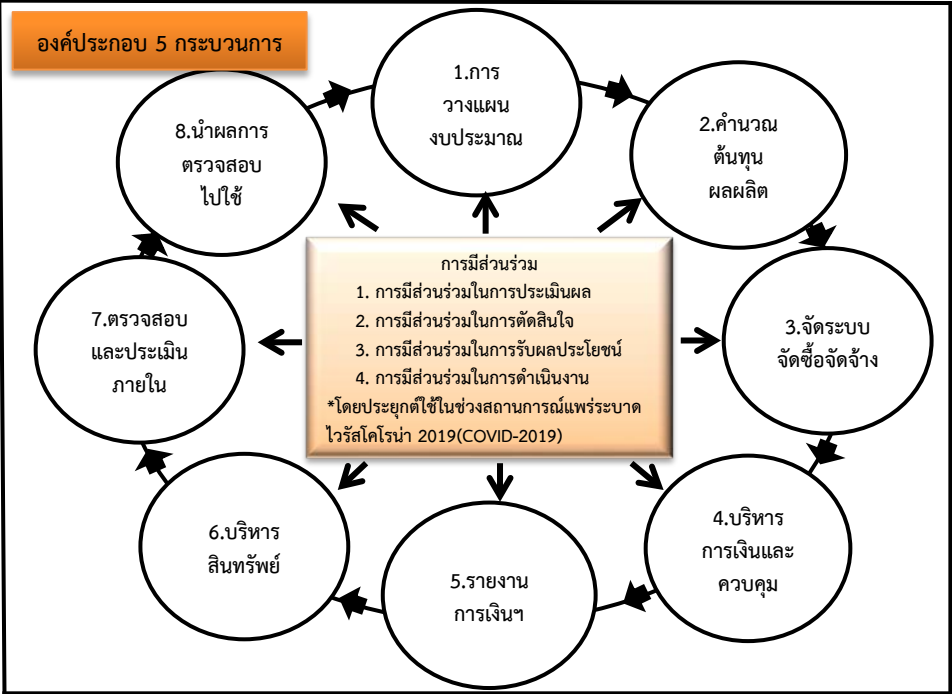 องค์ประกอบ 5 กระบวนการ
1.การ
วางแผน
งบประมาณ
2.คำนวณ
ต้นทุน
ผลผลิต
3.จัดระบบ
จัดซื้อจัดจ้าง
4.บริหาร
การเงินและ
ควบคุม
5.รายงาน
การเงินฯ
6.บริหาร
สินทรัพย์
7.ตรวจสอบ
และประเมิน
ภายใน
8.นำผลการ
ตรวจสอบ
ไปใช้
การมีส่วนร่วม
1. การมีส่วนร่วมในการประเมินผล
2. การมีส่วนร่วมในการตัดสินใจ
3. การมีส่วนร่วมในการรับผลประโยชน์
4. การมีส่วนร่วมในการดำเนินงาน
*โดยประยุกต์ใช้ในช่วงสถานการณ์แพร่ระบาด
ไวรัสโคโรน่า 2019(COVID-2019)